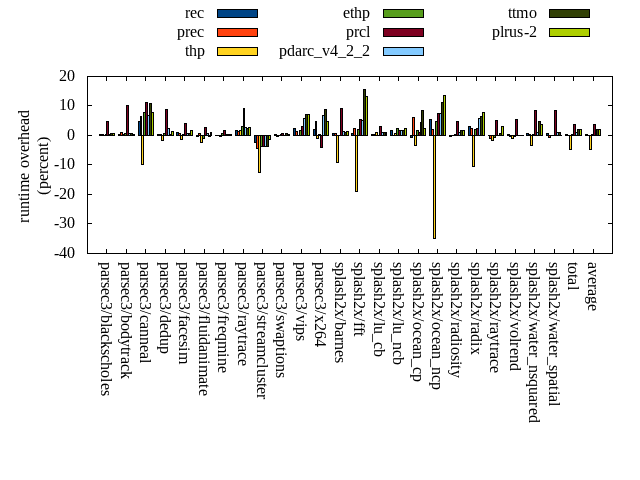 rec ethp ttmo
prec prcl plrus-2
thp pdarc_v4_2_2
runtime overhead
(percent)
20
10
0
-10
-20
-30
-40
parsec3/blackscholes
parsec3/bodytrack
parsec3/canneal
parsec3/dedup
parsec3/facesim
parsec3/fluidanimate
parsec3/freqmine
parsec3/raytrace
parsec3/streamcluster
parsec3/swaptions
parsec3/vips
parsec3/x264
splash2x/barnes
splash2x/fft
splash2x/lu_cb
splash2x/lu_ncb
splash2x/ocean_cp
splash2x/ocean_ncp
splash2x/radiosity
splash2x/radix
splash2x/raytrace
splash2x/volrend
splash2x/water_nsquared
splash2x/water_spatial
total
average